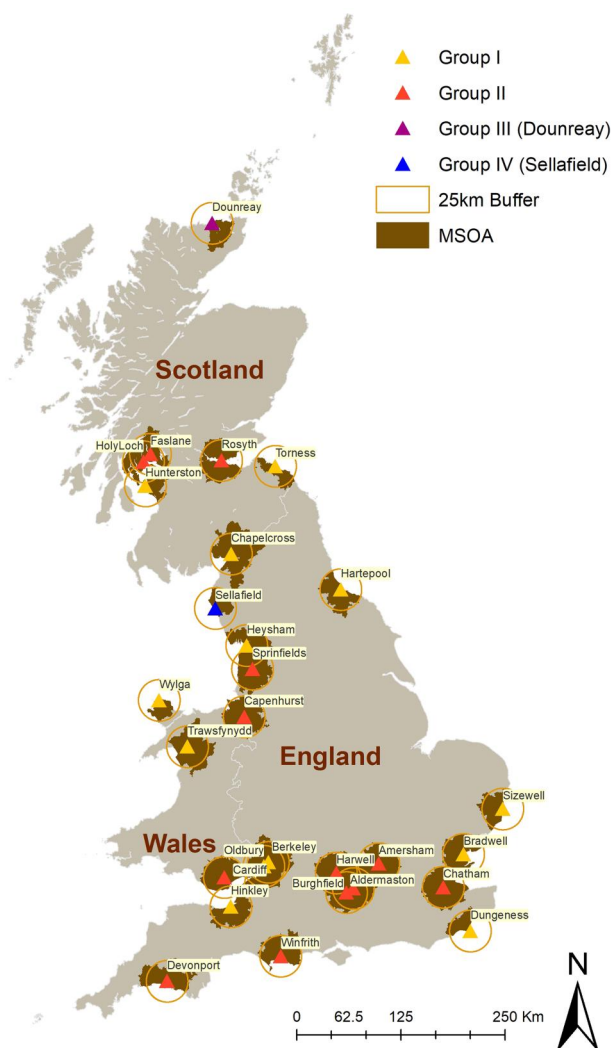 Group I
Group II
Group III (Dounreay)
Group IV (Sellafield)
25km Buffer
MSOA
Dounreay
Scotland
HolyLoch
Faslane
Rosyth
Torness
Hunterston
Chapelcross
Hartepool
Sellafield
Heysham
Sprinfields
Wylga
Capenhurst
Trawsfynydd
England
Sizewell
Wales
Oldbury
Berkeley
Harwell
Amersham
Bradwell
Cardiff
Burghfield
Aldermaston
Chatham
Hinkley
Dungeness
Winfrith
Devonport
N
0 62.5 125 250 Km